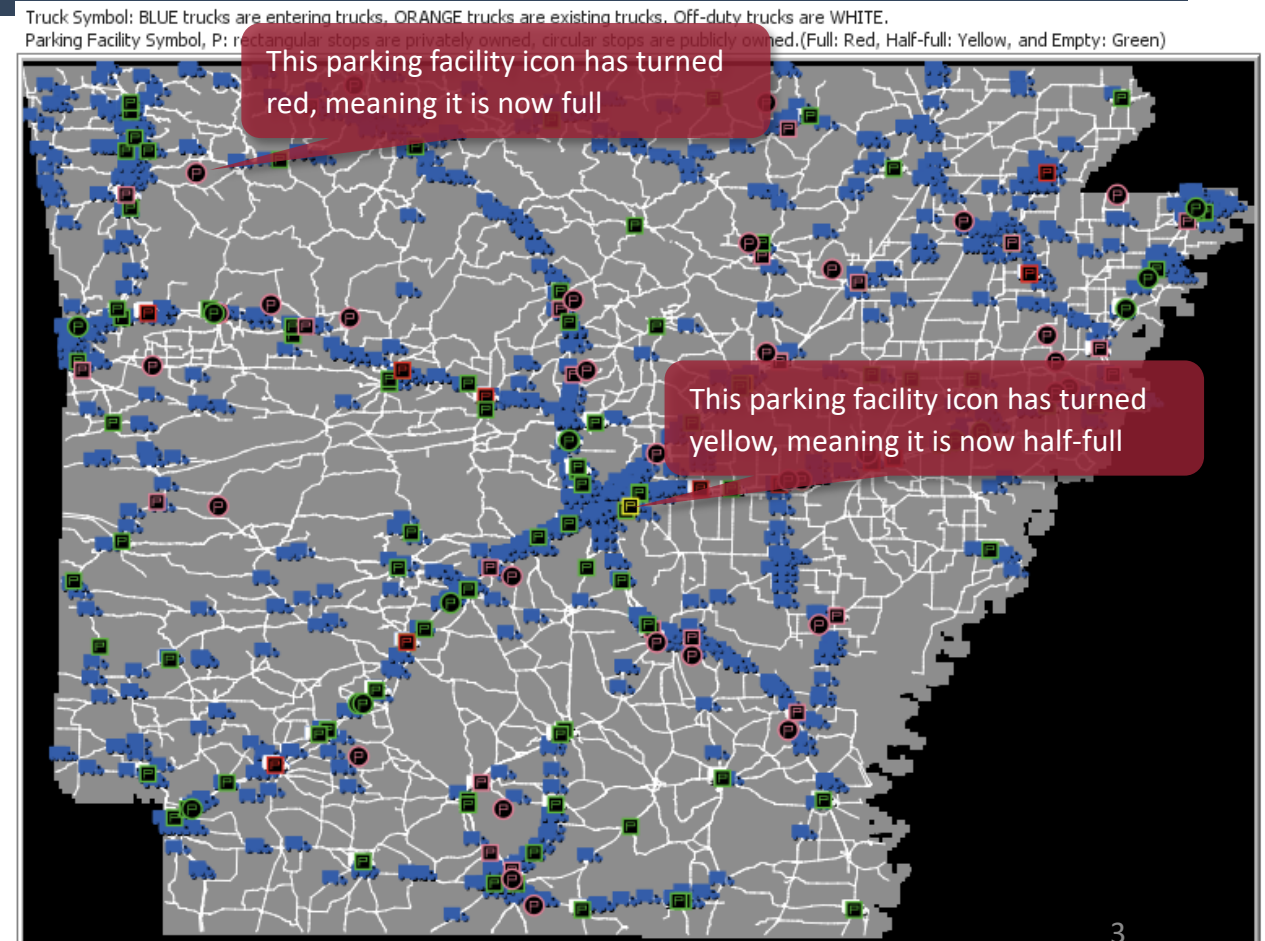 Truck Symbol: BLUE trucks are entering trucks. ORANGE trucks are existing trucks. Off-duty trucks are WHITE.
Parking Facility Symbol, P: rectangular stops are privately owned, circular stops are publicly owned.(Full: Red, Half-full: Yellow, and Empty: Green)
This parking facility icon has turned
red, meaning it is now full
This parking facility icon has turned
yellow, meaning it is now half-full
3